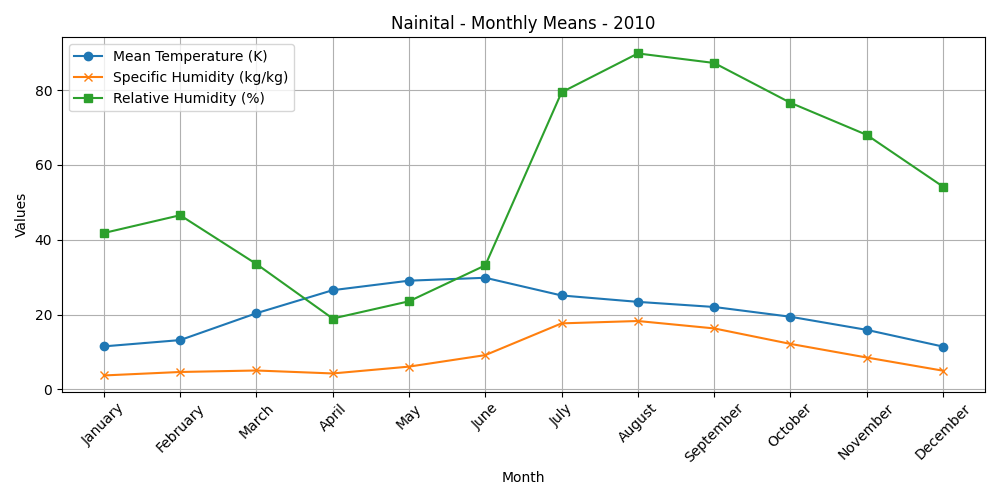 Nainital - Monthly Means - 2010
Mean Temperature (K)
Specific Humidity (kg/kg)
Relative Humidity (%)
Values
80
60
40
20
0
January
February
March
April
May
June
July
August
September
October
November
December
Month